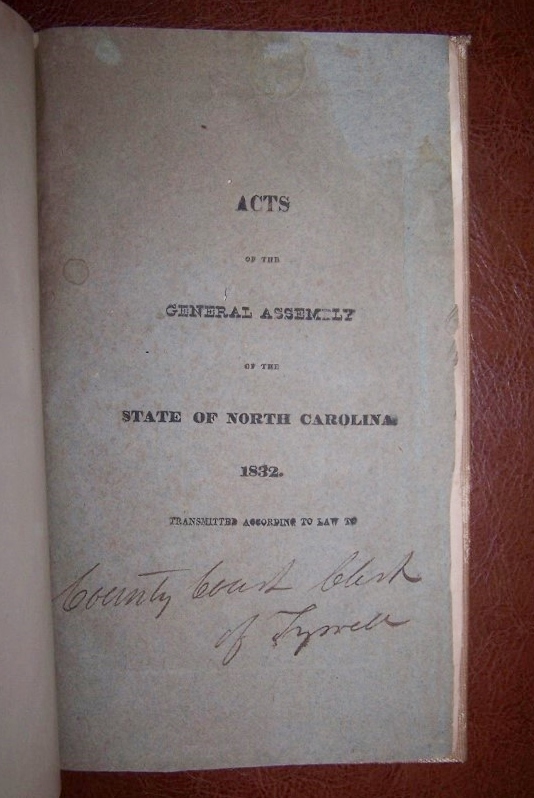 ACTS
OF THE
GENERAL ASSEMBLY
OF THE
STATE OF NORTH CAROLINA
1832.
TRANSMITTED ACCORDING TO LAW TO
County Court Clerk
of Tyrrell